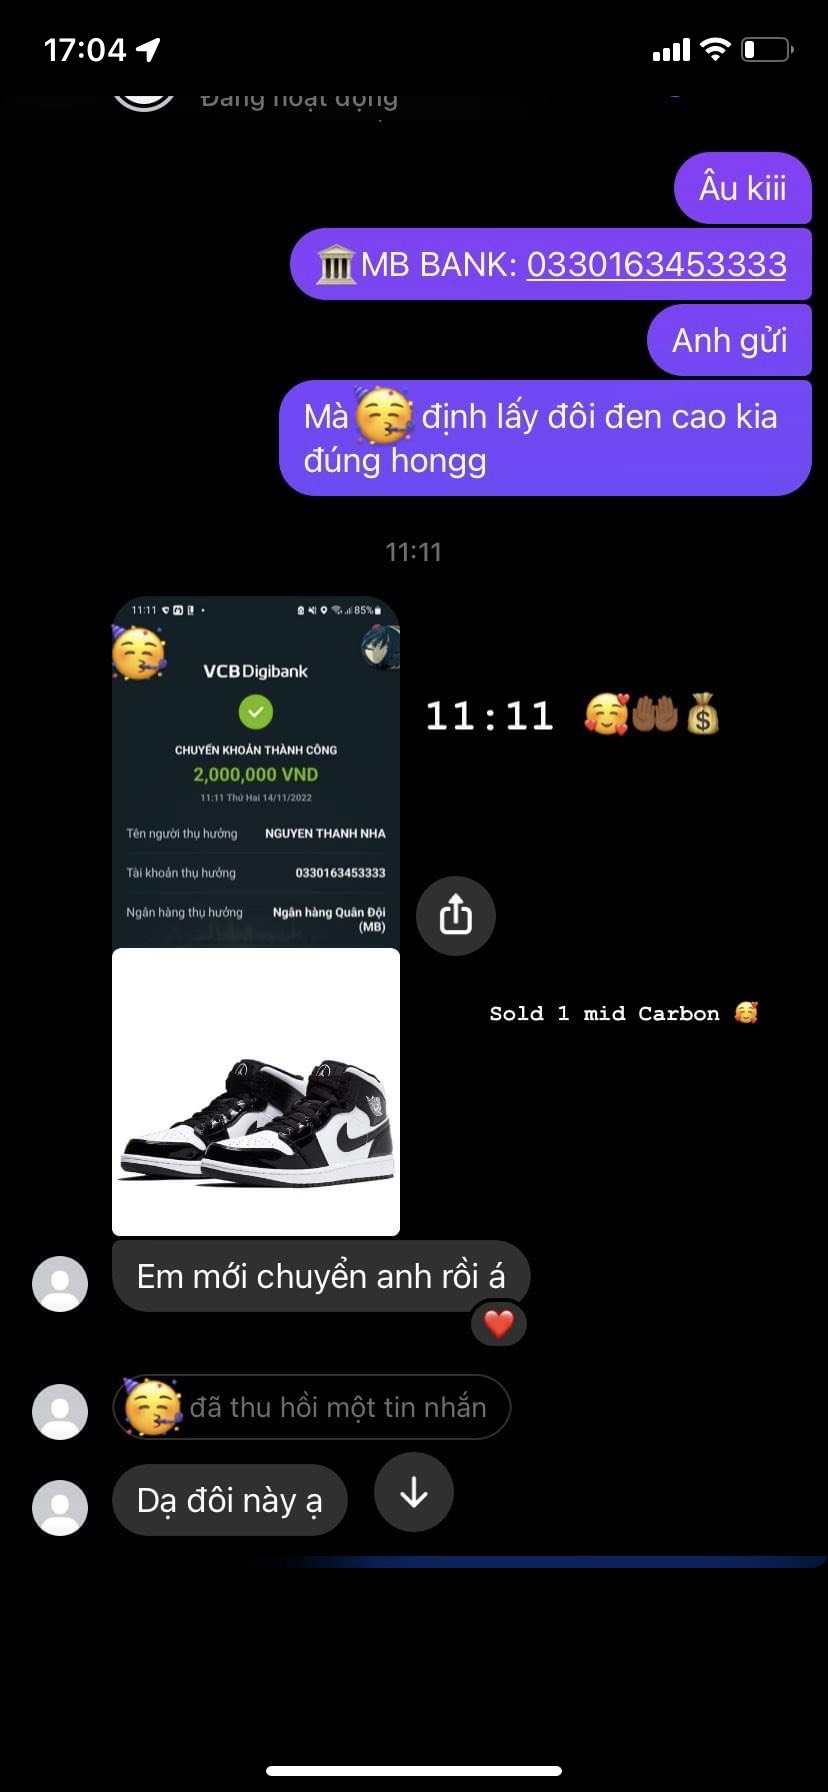 17:04
Đang hoạt động
Âu kiii
🏛MB BANK: 0330163453333
Anh gửi
Mà🥳định lấy đôi đen cao kia
đúng hongg
11:11
11:11 85%
VCB Digibank
CHUYỂN KHOẢN THÀNH CÔNG
2,000,000 VND
11:11 Thứ Hai 14/11/2022
Tên người thụ hưởng NGUYEN THANH NHA
Tài khoản thụ hưởng 0330163453333
Ngân hàng thụ hưởng Ngân hàng Quân Đội
(MB)
11:11 🥰🙌🏾💰
Sold 1 mid Carbon 🥰
Em mới chuyển anh rồi á
❤️
🥳 đã thu hồi một tin nhắn
Dạ đôi này ạ